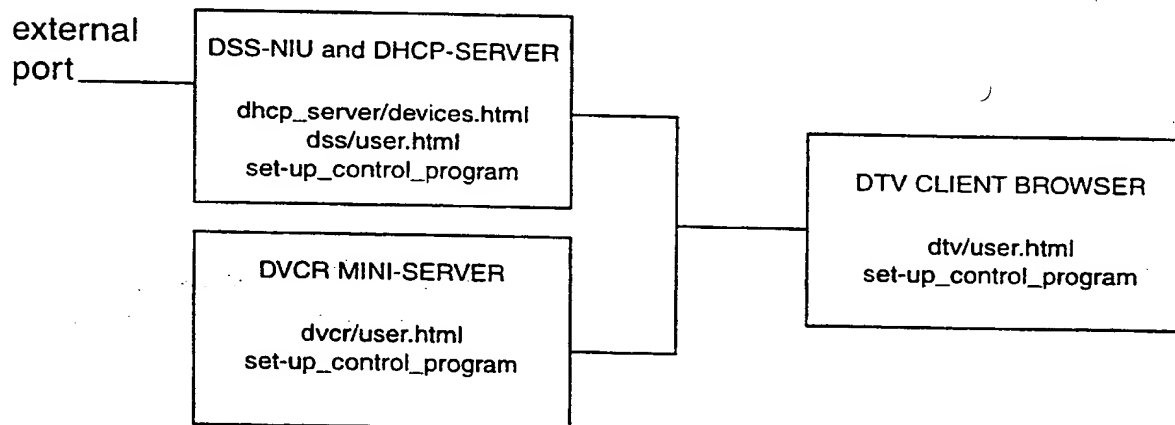 external
port
DSS-NIU and DHCP-SERVER
dhcp_server/devices.html
dss/user.html
set-up_control_program
DVCR MINI-SERVER
dvcr/user.html
set-up_control_program
DTV CLIENT BROWSER
dtv/user.html
set-up_control_program